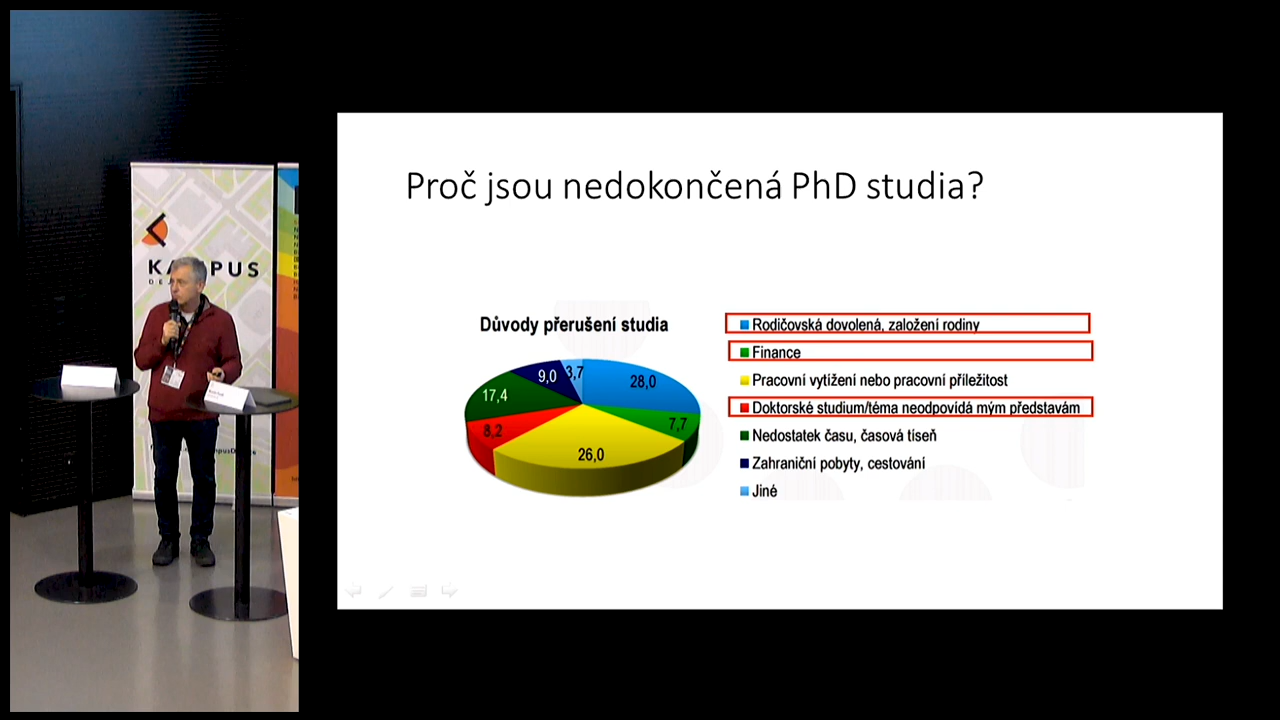 KAMPUS
Proč jsou nedokončená PhD studia?
Důvody přerušení studia
28,0
7,7
26,0
8,2
17,4
9,0
3,7
Rodičovská dovolená, založení rodiny
Finance
Pracovní vytížení nebo pracovní příležitost
Doktorské studium/téma neodpovídá mým představám
Nedostatek času, časová tíseň
Zahraniční pobyty, cestování
Jiné